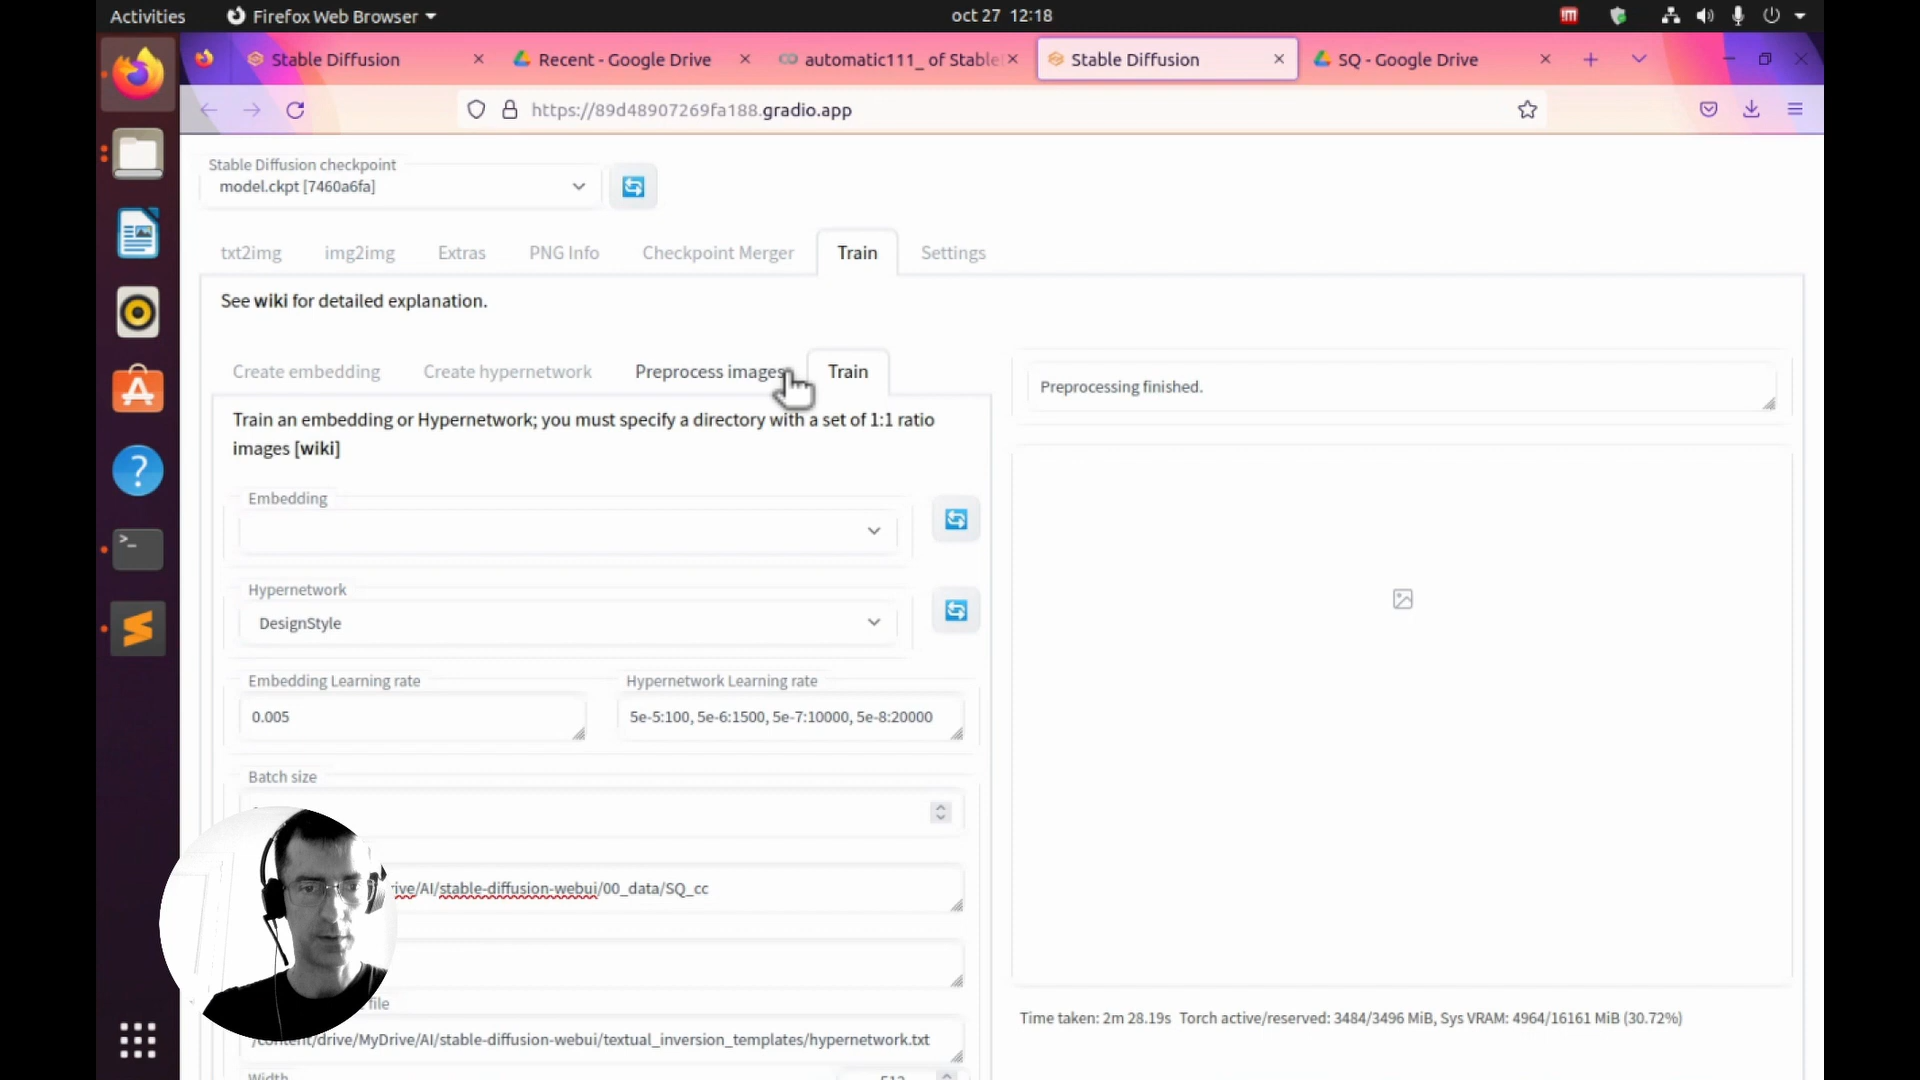 Activities
Firefox Web Browser
oct 27 12:18
Stable Diffusion
Recent - Google Drive
automatic111_ of Stable
Stable Diffusion
SQ - Google Drive
https://89d48907269fa188.gradio.app
Stable Diffusion checkpoint
model.ckpt [7460a6fa]
txt2img
img2img
Extras
PNG Info
Checkpoint Merger
Train
Settings
See wiki for detailed explanation.
Create embedding
Create hypernetwork
Preprocess images
Train
Preprocessing finished.
Train an embedding or Hypernetwork; you must specify a directory with a set of 1:1 ratio
images [wiki]
Embedding
Hypernetwork
DesignStyle
Embedding Learning rate
Hypernetwork Learning rate
0.005
5e-5:100, 5e-6:1500, 5e-7:10000, 5e-8:20000
Batch size
/AI/stable-diffusion-webui/00_data/SQ_cc
file
/content/drive/MyDrive/AI/stable-diffusion-webui/textual_inversion_templates/hypernetwork.txt
Width
512
Time taken: 2m 28.19s Torch active/reserved: 3484/3496 MiB, Sys VRAM: 4964/16161 MiB (30.72%)